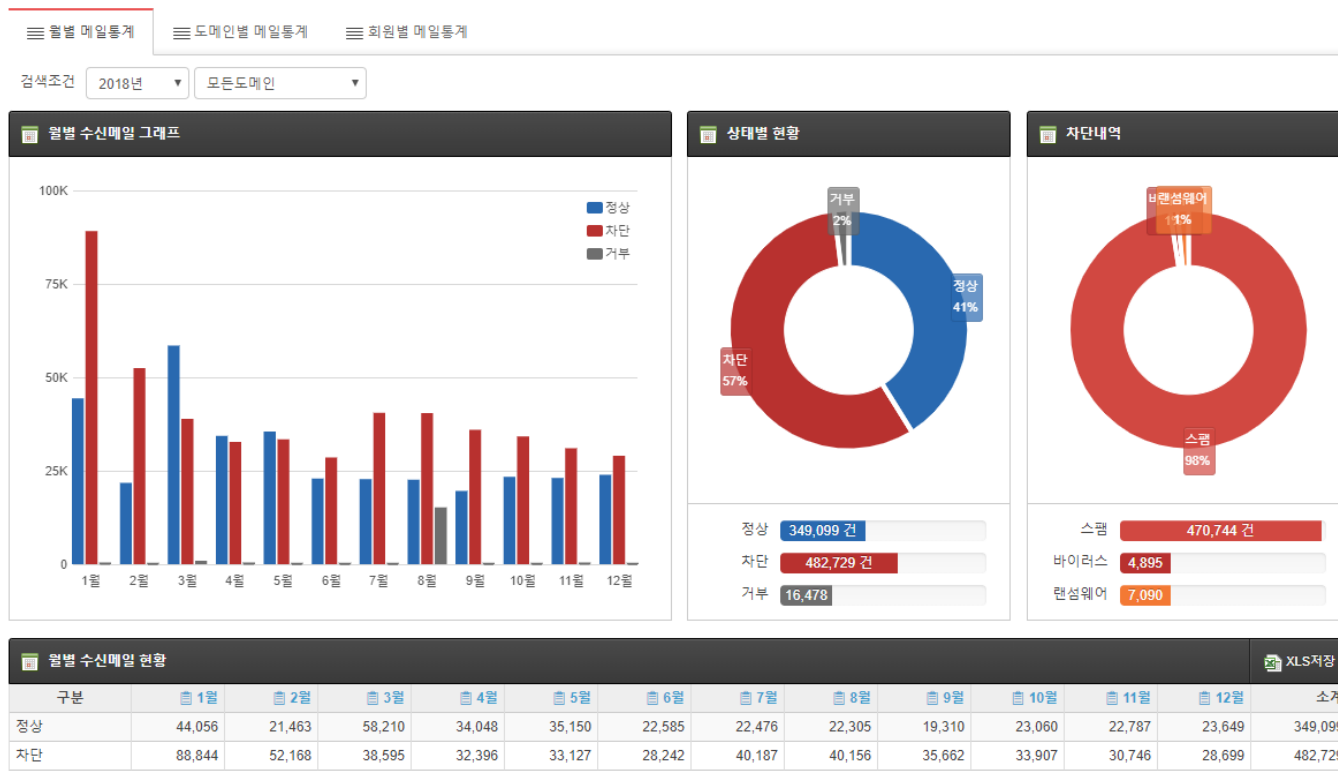 월별 메일통계 도메인별 메일통계 회원별 메일통계
검색조건 2018년 모든도메인
월별 수신메일 그래프
100K
75K
50K
25K
0
정상
차단
거부
1월 2월 3월 4월 5월 6월 7월 8월 9월 10월 11월 12월
상태별 현황
거부
2%
정상
41%
차단
57%
정상 349,099 건
차단 482,729 건
거부 16,478
차단내역
랜섬웨어
1%
스팸
98%
스팸 470,744 건
바이러스 4,895
랜섬웨어 7,090
월별 수신메일 현황 XLS저장
구분 1월 2월 3월 4월 5월 6월 7월 8월 9월 10월 11월 12월
정상 44,056 21,463 58,210 34,048 35,150 22,585 22,476 22,305 19,310 23,060 22,787 23,649 349,099
차단 88,844 52,168 38,595 32,396 33,127 28,242 40,187 40,156 35,662 33,907 30,746 28,699 482,729